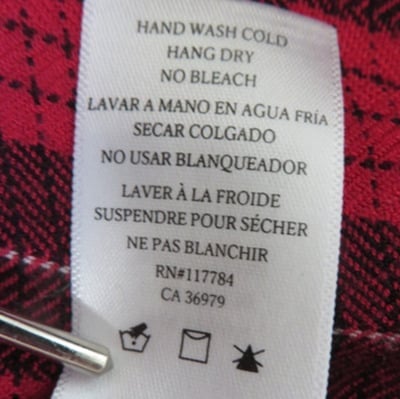 HAND WASH COLD
HANG DRY
NO BLEACH
LAVAR A MANO EN AGUA FRÍA
SECAR COLGADO
NO USAR BLANQUEADOR
LAVER À LA FROIDE
SUSPENDRE POUR SÉCHER
NE PAS BLANCHIR
RN#117784
CA 36979